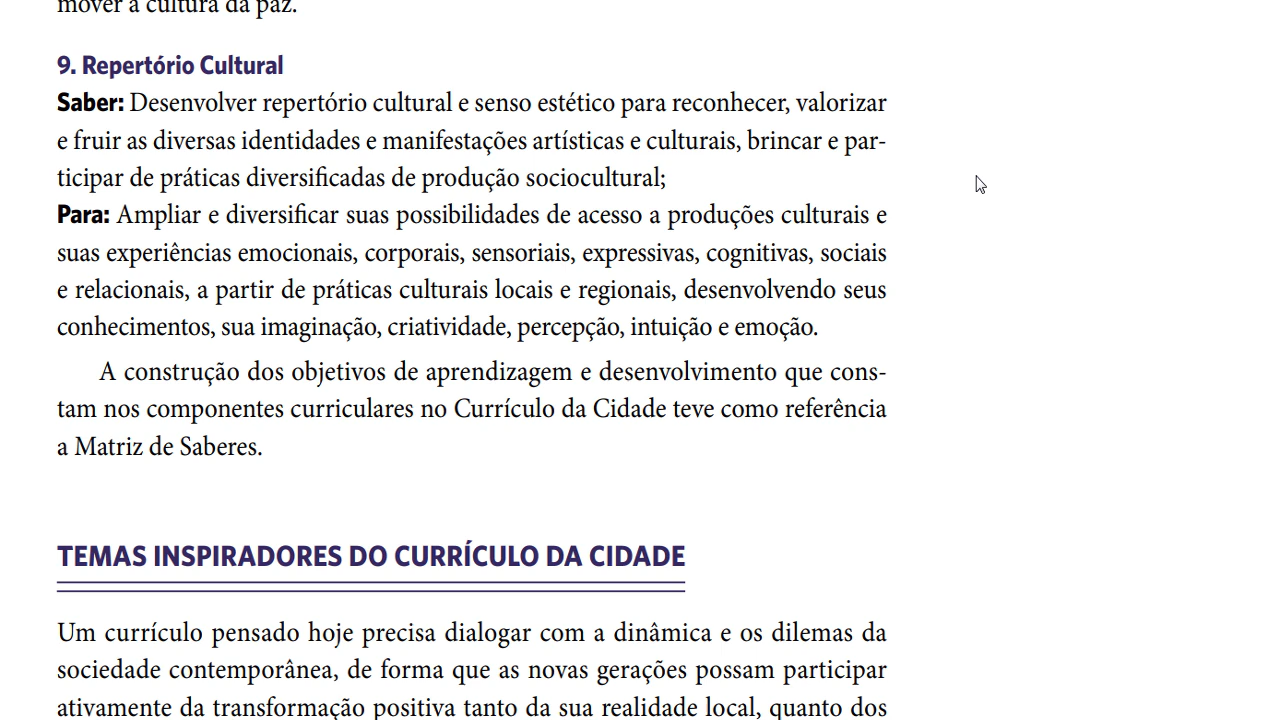 mover a cultura da paz.
9. Repertório Cultural
Saber: Desenvolver repertório cultural e senso estético para reconhecer, valorizar
e fruir as diversas identidades e manifestações artísticas e culturais, brincar e par-
ticipar de práticas diversificadas de produção sociocultural;
Para: Ampliar e diversificar suas possibilidades de acesso a produções culturais e
suas experiências emocionais, corporais, sensoriais, expressivas, cognitivas, sociais
e relacionais, a partir de práticas culturais locais e regionais, desenvolvendo seus
conhecimentos, sua imaginação, criatividade, percepção, intuição e emoção.
A construção dos objetivos de aprendizagem e desenvolvimento que cons-
tam nos componentes curriculares no Currículo da Cidade teve como referência
a Matriz de Saberes.
TEMAS INSPIRADORES DO CURRÍCULO DA CIDADE
Um currículo pensado hoje precisa dialogar com a dinâmica e os dilemas da
sociedade contemporânea, de forma que as novas gerações possam participar
ativamente da transformação positiva tanto da sua realidade local, quanto dos